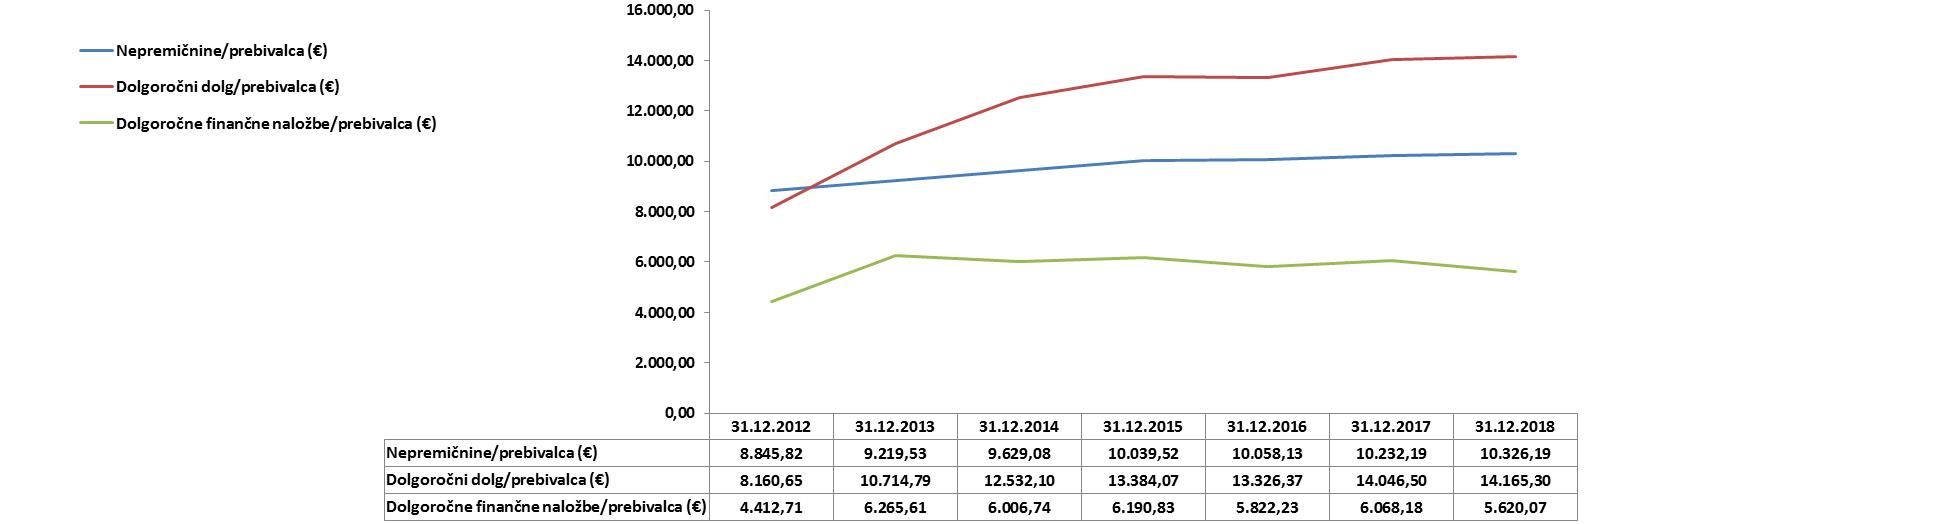 Nepremičnine/prebivalca (€)
Dolgoročni dolg/prebivalca (€)
Dolgoročne finančne naložbe/prebivalca (€)
16.000,00
14.000,00
12.000,00
10.000,00
8.000,00
6.000,00
4.000,00
2.000,00
0,00
31.12.2012 31.12.2013 31.12.2014 31.12.2015 31.12.2016 31.12.2017 31.12.2018
Nepremičnine/prebivalca (€) 8.845,82 9.219,53 9.629,08 10.039,52 10.058,13 10.232,19 10.326,19
Dolgoročni dolg/prebivalca (€) 8.160,65 10.714,79 12.532,10 13.384,07 13.326,37 14.046,50 14.165,30
Dolgoročne finančne naložbe/prebivalca (€) 4.412,71 6.265,61 6.006,74 6.190,83 5.822,23 6.068,18 5.620,07